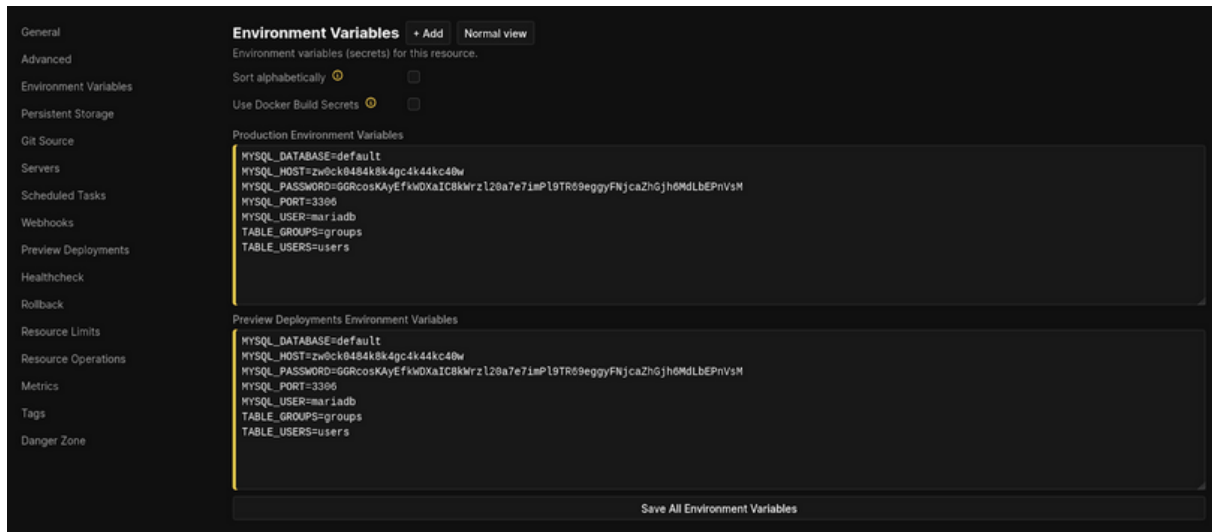 General
Advanced
Environment Variables
Persistent Storage
Git Source
Servers
Scheduled Tasks
Webhooks
Preview Deployments
Healthcheck
Rollback
Resource Limits
Resource Operations
Metrics
Tags
Danger Zone
Environment Variables + Add Normal view
Environment variables (secrets) for this resource.
Sort alphabetically
Use Docker Build Secrets
Production Environment Variables
MYSQL_DATABASE=default
MYSQL_HOST=zw0ck0484k8k4gc4k44kc40w
MYSQL_PASSWORD=GGRcosKAyEfkWDXaIC8kWrzl20a7e7imPl9TR69eggyFNjcaZhGjh6MdLbEPnVsM
MYSQL_PORT=3306
MYSQL_USER=mariadb
TABLE_GROUPS=groups
TABLE_USERS=users
Preview Deployments Environment Variables
MYSQL_DATABASE=default
MYSQL_HOST=zw0ck0484k8k4gc4k44kc40w
MYSQL_PASSWORD=GGRcosKAyEfkWDXaIC8kWrzl20a7e7imPl9TR69eggyFNjcaZhGjh6MdLbEPnVsM
MYSQL_PORT=3306
MYSQL_USER=mariadb
TABLE_GROUPS=groups
TABLE_USERS=users
Save All Environment Variables